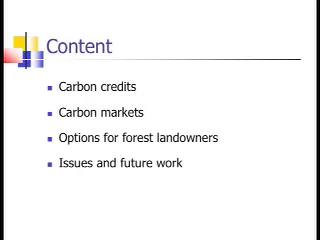 Content
Carbon credits
Carbon markets
Options for forest landowners
Issues and future work